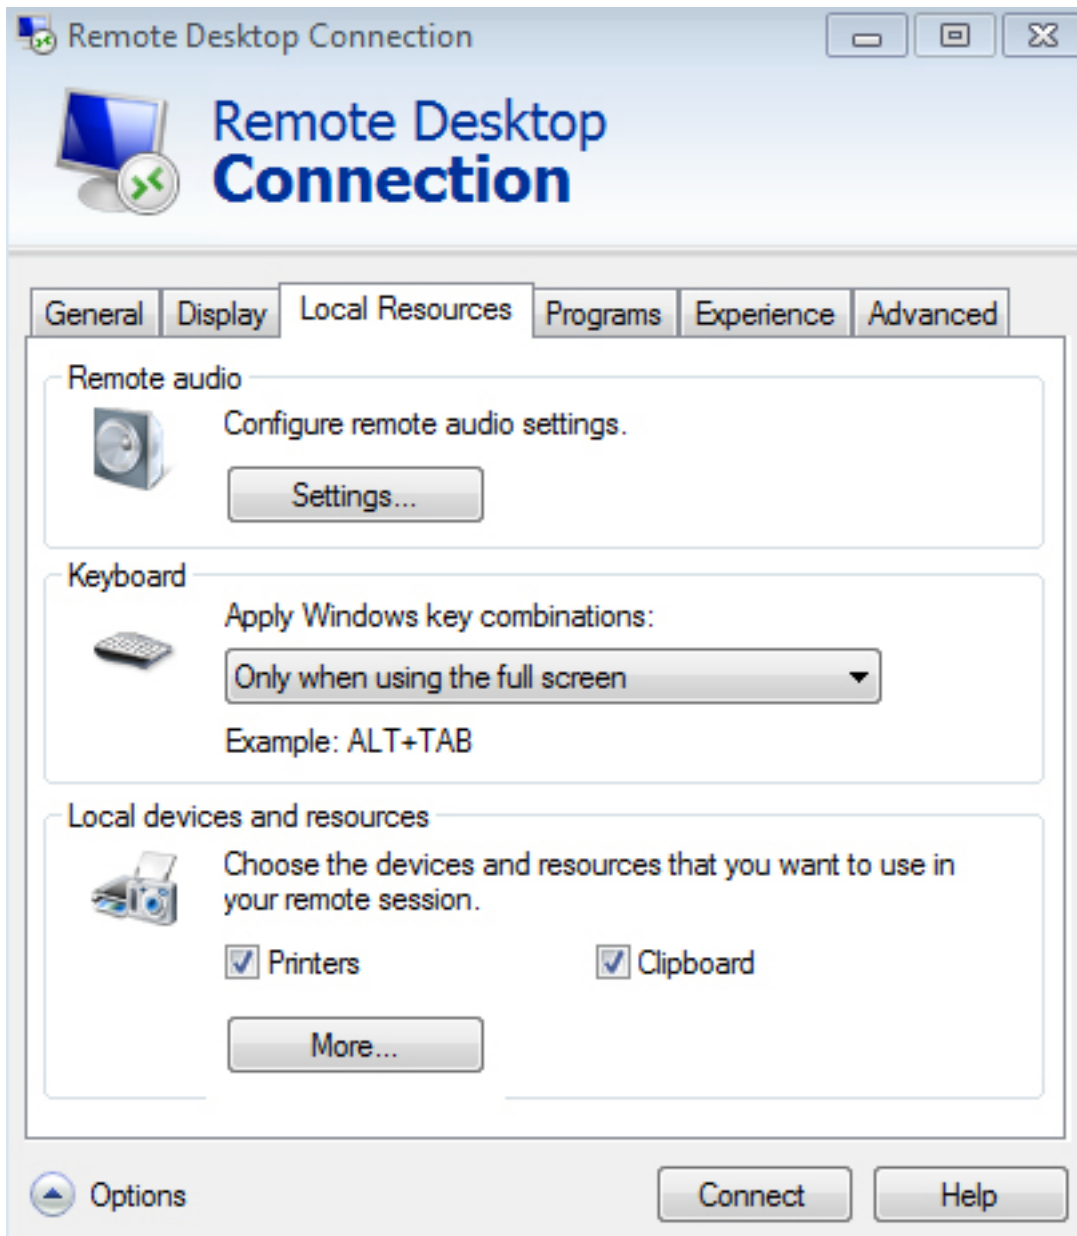 Remote Desktop Connection
Remote Desktop
Connection
General Display Local Resources Programs Experience Advanced
Remote audio
Configure remote audio settings.
Settings...
Keyboard
Apply Windows key combinations:
Only when using the full screen
Example: ALT+TAB
Local devices and resources
Choose the devices and resources that you want to use in
your remote session.
Printers Clipboard
More...
Options Connect Help